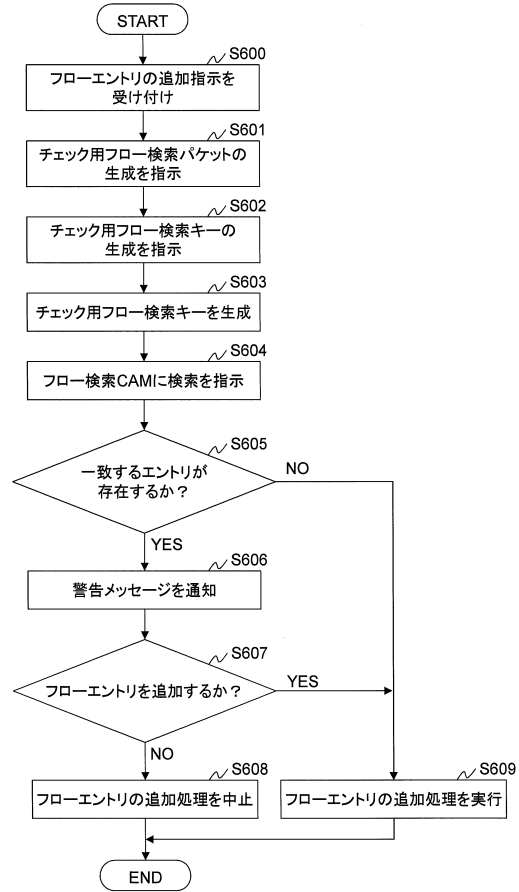 START
S600
フローエントリの追加指示を
受け付け
S601
チェック用フロー検索パケットの
生成を指示
S602
チェック用フロー検索キーの
生成を指示
S603
チェック用フロー検索キーを生成
S604
フロー検索CAMに検索を指示
S605
一致するエントリが
存在するか？
NO
YES
S606
警告メッセージを通知
S607
フローエントリを追加するか？
YES
NO
S608
フローエントリの追加処理を中止
S609
フローエントリの追加処理を実行
END